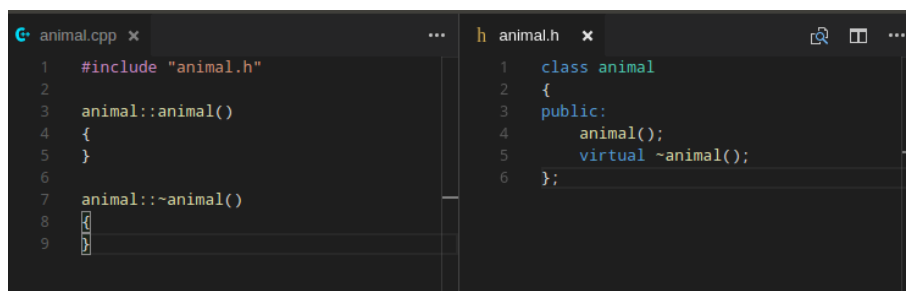 animal.cpp
1 #include "animal.h"
2
3 animal::animal()
4 {
5 }
6
7 animal::~animal()
8 {
9 }
h animal.h
1 class animal
2 {
3 public:
4     animal();
5     virtual ~animal();
6 };